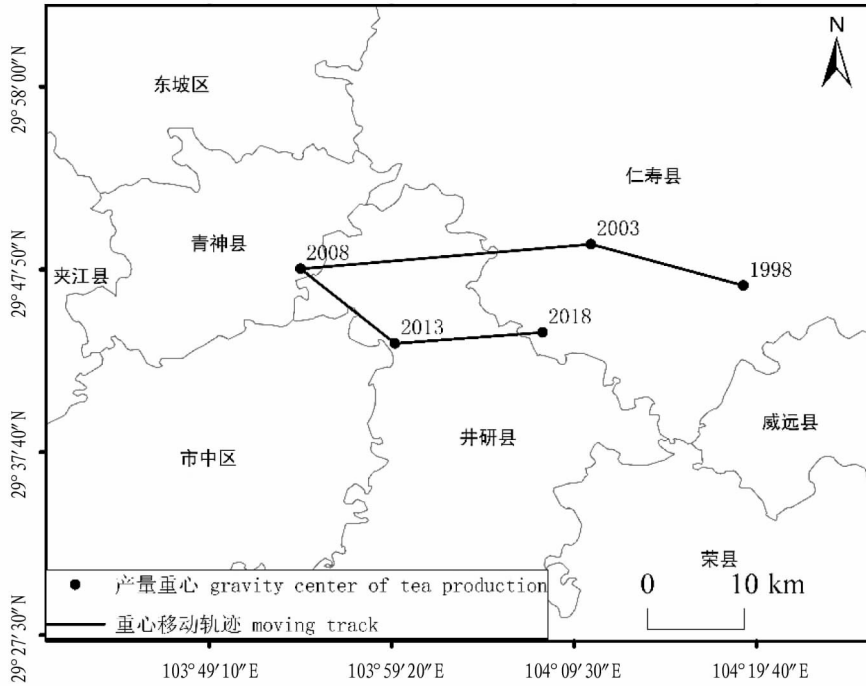 N
29°58′00″N
东坡区
仁寿县
青神县
2003
2008
29°47′50″N
夹江县
1998
2013
2018
井研县
威远县
29°37′40″N
市中区
荣县
产量重心 gravity center of tea production
0 10 km
重心移动轨迹 moving track
29°27′30″N
103°49′10″E 103°59′20″E 104°09′30″E 104°19′40″E